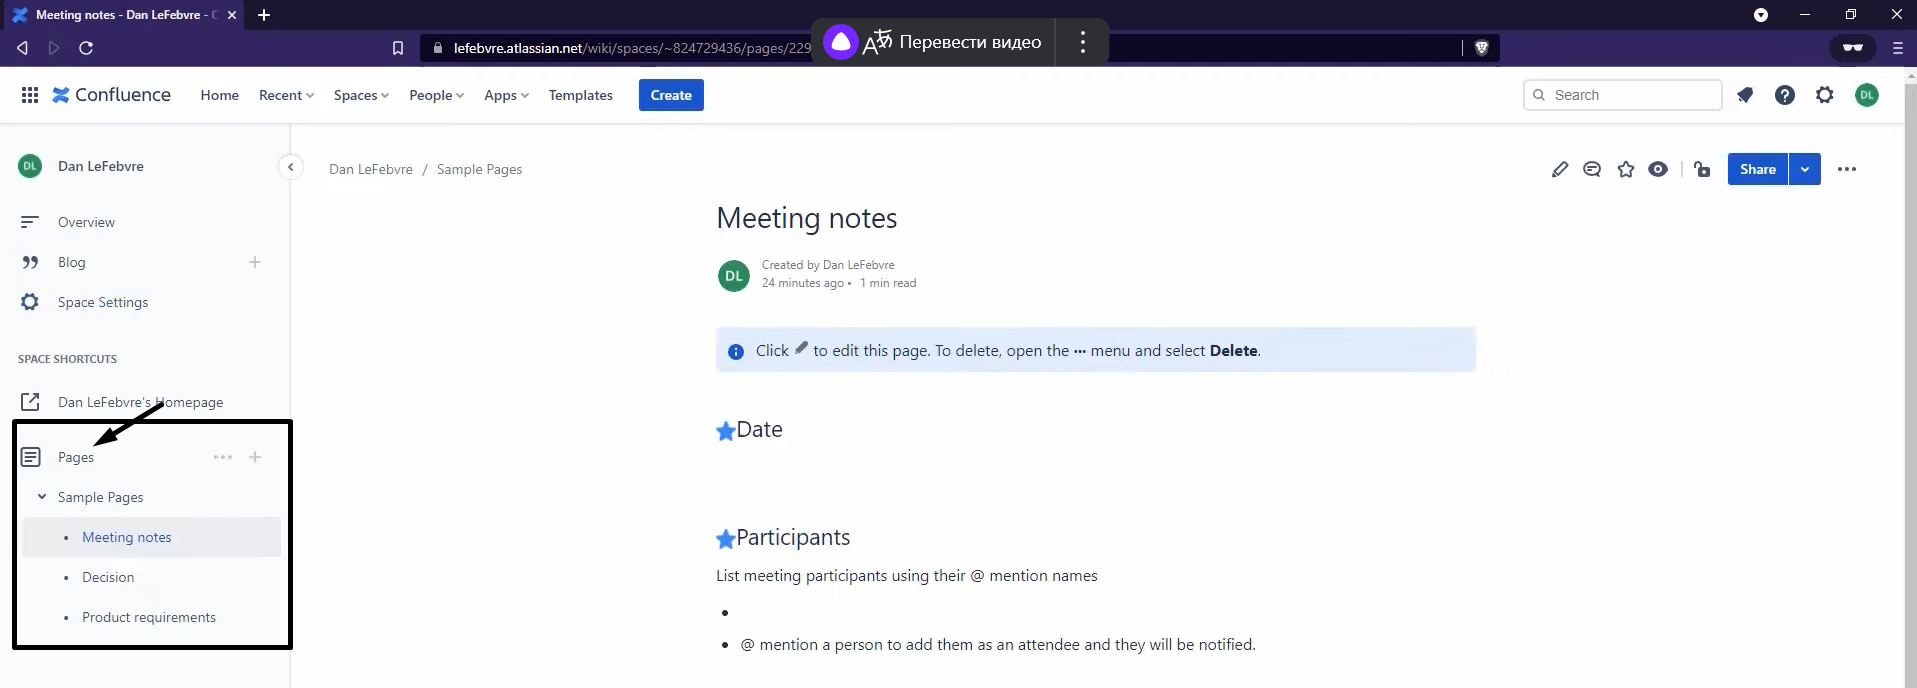 Meeting notes - Dan LeFebvre -
Перевести видео
lefebvre.atlassian.net/wiki/spaces/~824729436/pages/229
Confluence
Home
Recent
Spaces
People
Apps
Templates
Create
Search
DL
DL
Dan LeFebvre
Overview
Blog
Space Settings
SPACE SHORTCUTS
Dan LeFebvre's Homepage
Pages
Sample Pages
• Meeting notes
• Decision
• Product requirements
Dan LeFebvre / Sample Pages
Share
Meeting notes
DL
Created by Dan LeFebvre
24 minutes ago • 1 min read
Click to edit this page. To delete, open the ••• menu and select Delete.
Date
Participants
List meeting participants using their @ mention names
•
• @ mention a person to add them as an attendee and they will be notified.